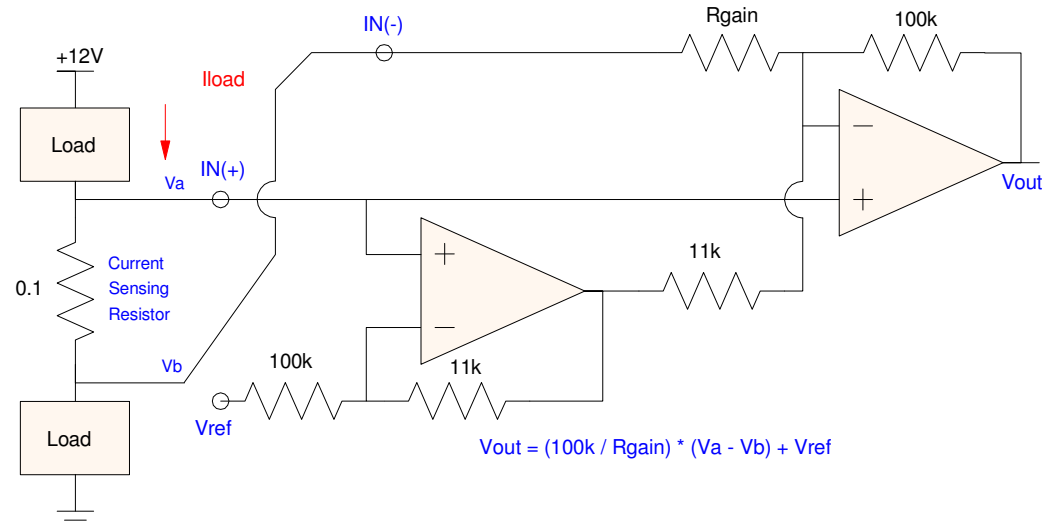 Rgain
100k
IN(-)
+12V
Iload
Load
IN(+)
Va
−
+
Vout
Current
Sensing
Resistor
0.1
+
−
11k
Vb
100k
11k
Vref
Load
Vout = (100k / Rgain) * (Va - Vb) + Vref